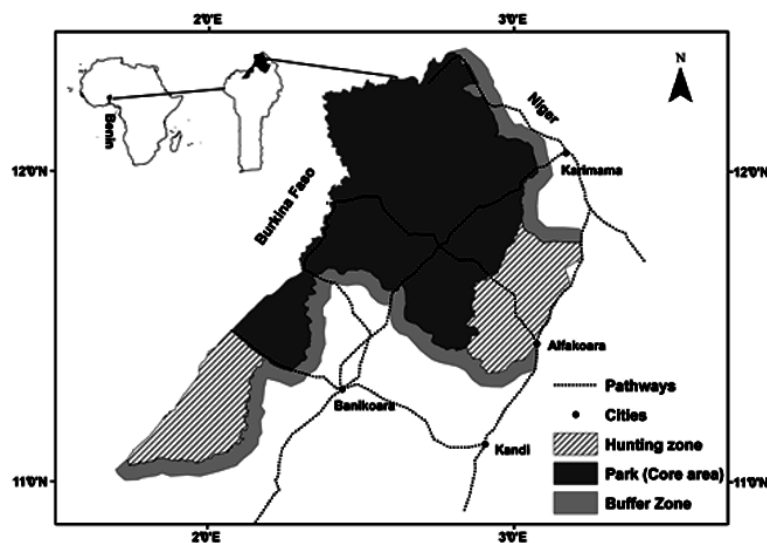 2°0'E
3°0'E
N
Benin
Niger
12°0'N
12°0'N
Karimama
Burkina Faso
Alfakoara
Pathways
Banikoara
Cities
Kandi
Hunting zone
Park (Core area)
11°0'N
11°0'N
Buffer Zone
2°0'E
3°0'E